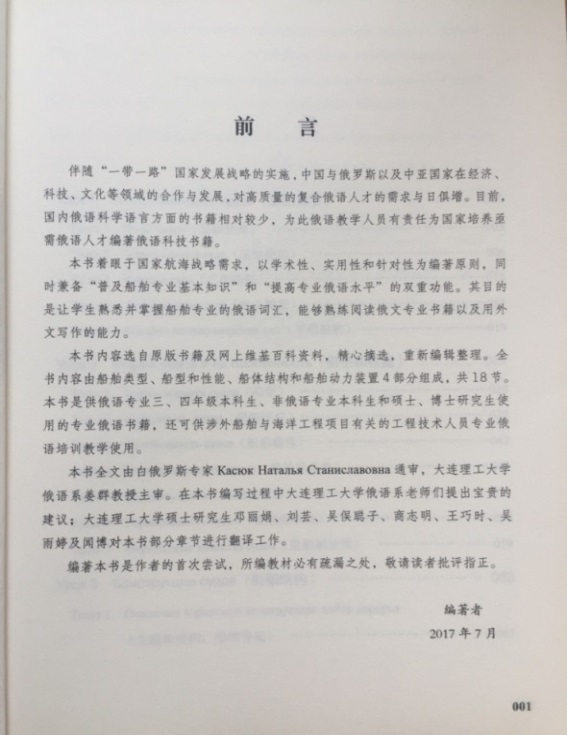 前 言
伴随“一带一路”国家发展战略的实施，中国与俄罗斯以及中亚国家在经济、
科技、文化等领域的合作与发展，对高质量的复合俄语人才的需求与日俱增。目前，
国内俄语科学语言方面的书籍相对较少，为此俄语教学人员有责任为国家培养亟
需俄语人才编著俄语科技书籍。
本书着眼于国家航海战略需求，以学术性、实用性和针对性为编著原则，同
时兼备“普及船舶专业基本知识”和“提高专业俄语水平”的双重功能。其目的
是让学生熟悉并掌握船舶专业的俄语词汇，能够熟练阅读俄文专业书籍以及用外
文写作的能力。
本书内容选自原版书籍及网上维基百科资料，精心摘选，重新编辑整理。全
书内容由船舶类型、船型和性能、船体结构和船舶动力装置4部分组成，共18节。
本书是供俄语专业三、四年级本科生、非俄语专业本科生和硕士、博士研究生使
用的专业俄语书籍，还可供涉外船舶与海洋工程项目有关的工程技术人员专业俄
语培训教学使用。
本书全文由白俄罗斯专家 Касюк Наталья Станиславовна 通审，大连理工大学
俄语系姜群教授主审。在本书编写过程中大连理工大学俄语系老师们提出宝贵的
建议；大连理工大学硕士研究生邓丽娟、刘芸、吴俣聪子、商志明、王巧时、吴
雨婷及闻博对本书部分章节进行翻译工作。
编著本书是作者的首次尝试，所编教材必有疏漏之处，敬请读者批评指正。
编著者
2017 年 7 月
001